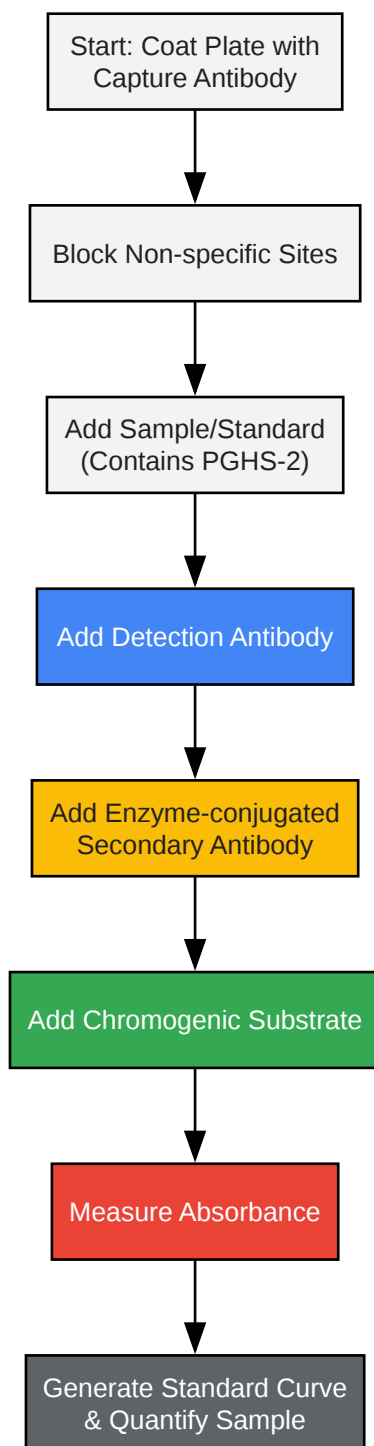 Start: Coat Plate with
Capture Antibody
Block Non-specific Sites
Add Sample/Standard
(Contains PGHS-2)
Add Detection Antibody
Add Enzyme-conjugated
Secondary Antibody
Add Chromogenic Substrate
Measure Absorbance
Generate Standard Curve
& Quantify Sample